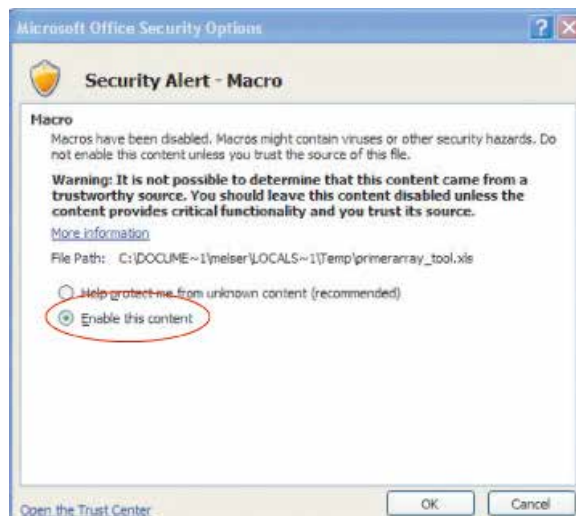 Microsoft Office Security Options
Security Alert - Macro
Macro
Macros have been disabled. Macros might contain viruses or other security hazards. Do
not enable this content unless you trust the source of this file.
Warning: It is not possible to determine that this content came from a
trustworthy source. You should leave this content disabled unless the
content provides critical functionality and you trust its source.
More information
File Path: C:\DOCUME~1\melser\LOCALS~1\Temp\primerarray_tool.xls
Help protect me from unknown content (recommended)
Enable this content
Open the Trust Center
OK Cancel